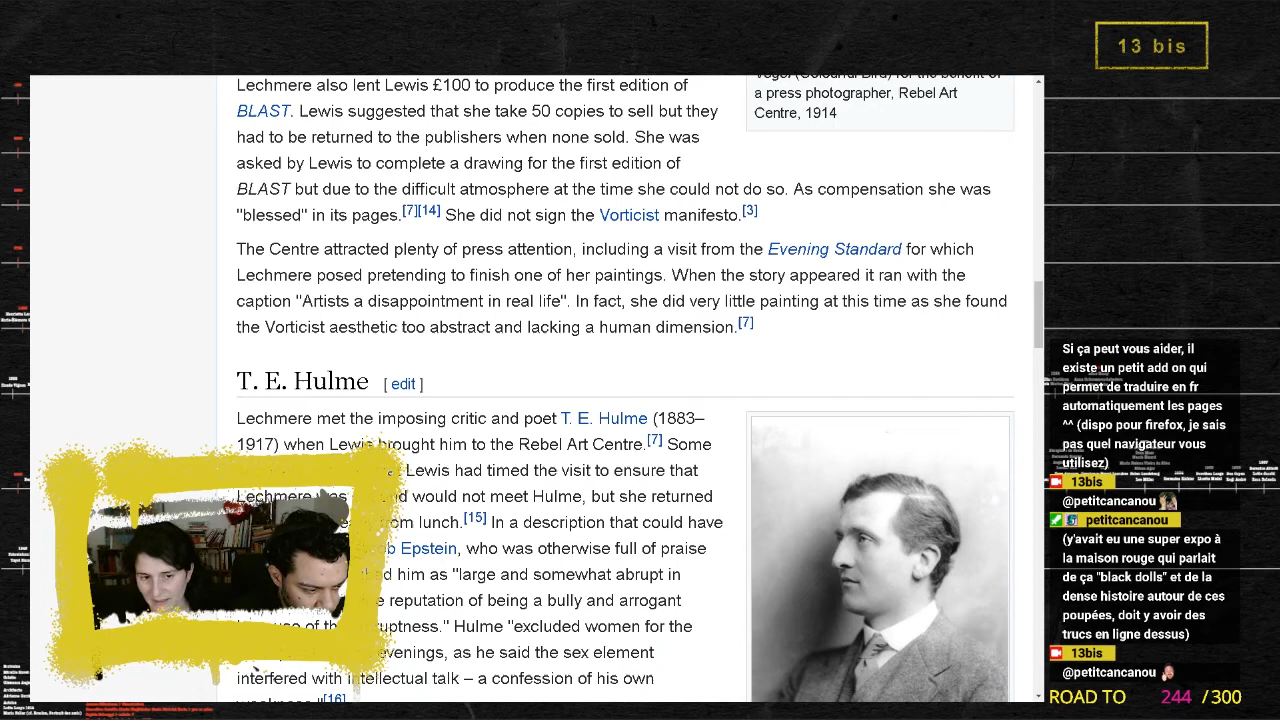 13 bis
Lechmere also lent Lewis £100 to produce the first edition of
BLAST. Lewis suggested that she take 50 copies to sell but they
had to be returned to the publishers when none sold. She was
asked by Lewis to complete a drawing for the first edition of
BLAST but due to the difficult atmosphere at the time she could not do so. As compensation she was
"blessed" in its pages.[7][14] She did not sign the Vorticist manifesto.[3]
Vogel (Colourful Bird) for the benefit of
a press photographer, Rebel Art
Centre, 1914
The Centre attracted plenty of press attention, including a visit from the Evening Standard for which
Lechmere posed pretending to finish one of her paintings. When the story appeared it ran with the
caption "Artists a disappointment in real life". In fact, she did very little painting at this time as she found
the Vorticist aesthetic too abstract and lacking a human dimension.[7]
T. E. Hulme [ edit ]
Lechmere met the imposing critic and poet T. E. Hulme (1883–
1917) when Lewis brought him to the Rebel Art Centre.[7] Some
Lewis had timed the visit to ensure that
Lechmere was would not meet Hulme, but she returned
from lunch.[15] In a description that could have
Epstein, who was otherwise full of praise
him as "large and somewhat abrupt in
reputation of being a bully and arrogant
Hulme "excluded women for the
evenings, as he said the sex element
interfered with intellectual talk – a confession of his own
[16]
Si ça peut vous aider, il
existe un petit add on qui
permet de traduire en fr
automatiquement les pages
^^ (dispo pour firefox, je sais
pas quel navigateur vous
utilisez)
13bis
@petitcancanou
petitcancanou
(y'avait eu une super expo à
la maison rouge qui parlait
de ça "black dolls" et de la
dense histoire autour de ces
poupées, doit y avoir des
trucs en ligne dessus)
13bis
@petitcancanou
ROAD TO 244 / 300